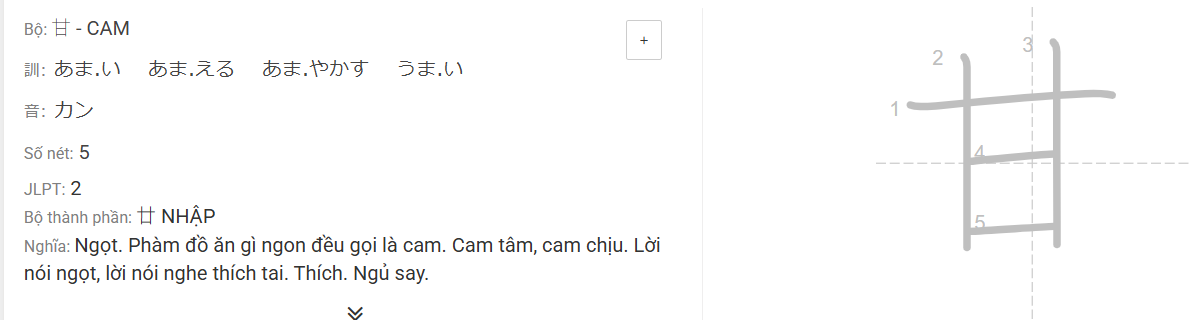 Bộ: 甘 - CAM
+
訓: あま.い あま.える あま.やかす うま.い
音: カン
Số nét: 5
JLPT: 2
Bộ thành phần: 廿 NHẬP
Nghĩa: Ngọt. Phàm đồ ăn gì ngon đều gọi là cam. Cam tâm, cam chịu. Lời
nói ngọt, lời nói nghe thích tai. Thích. Ngủ say.
甘
1
2
3
4
5